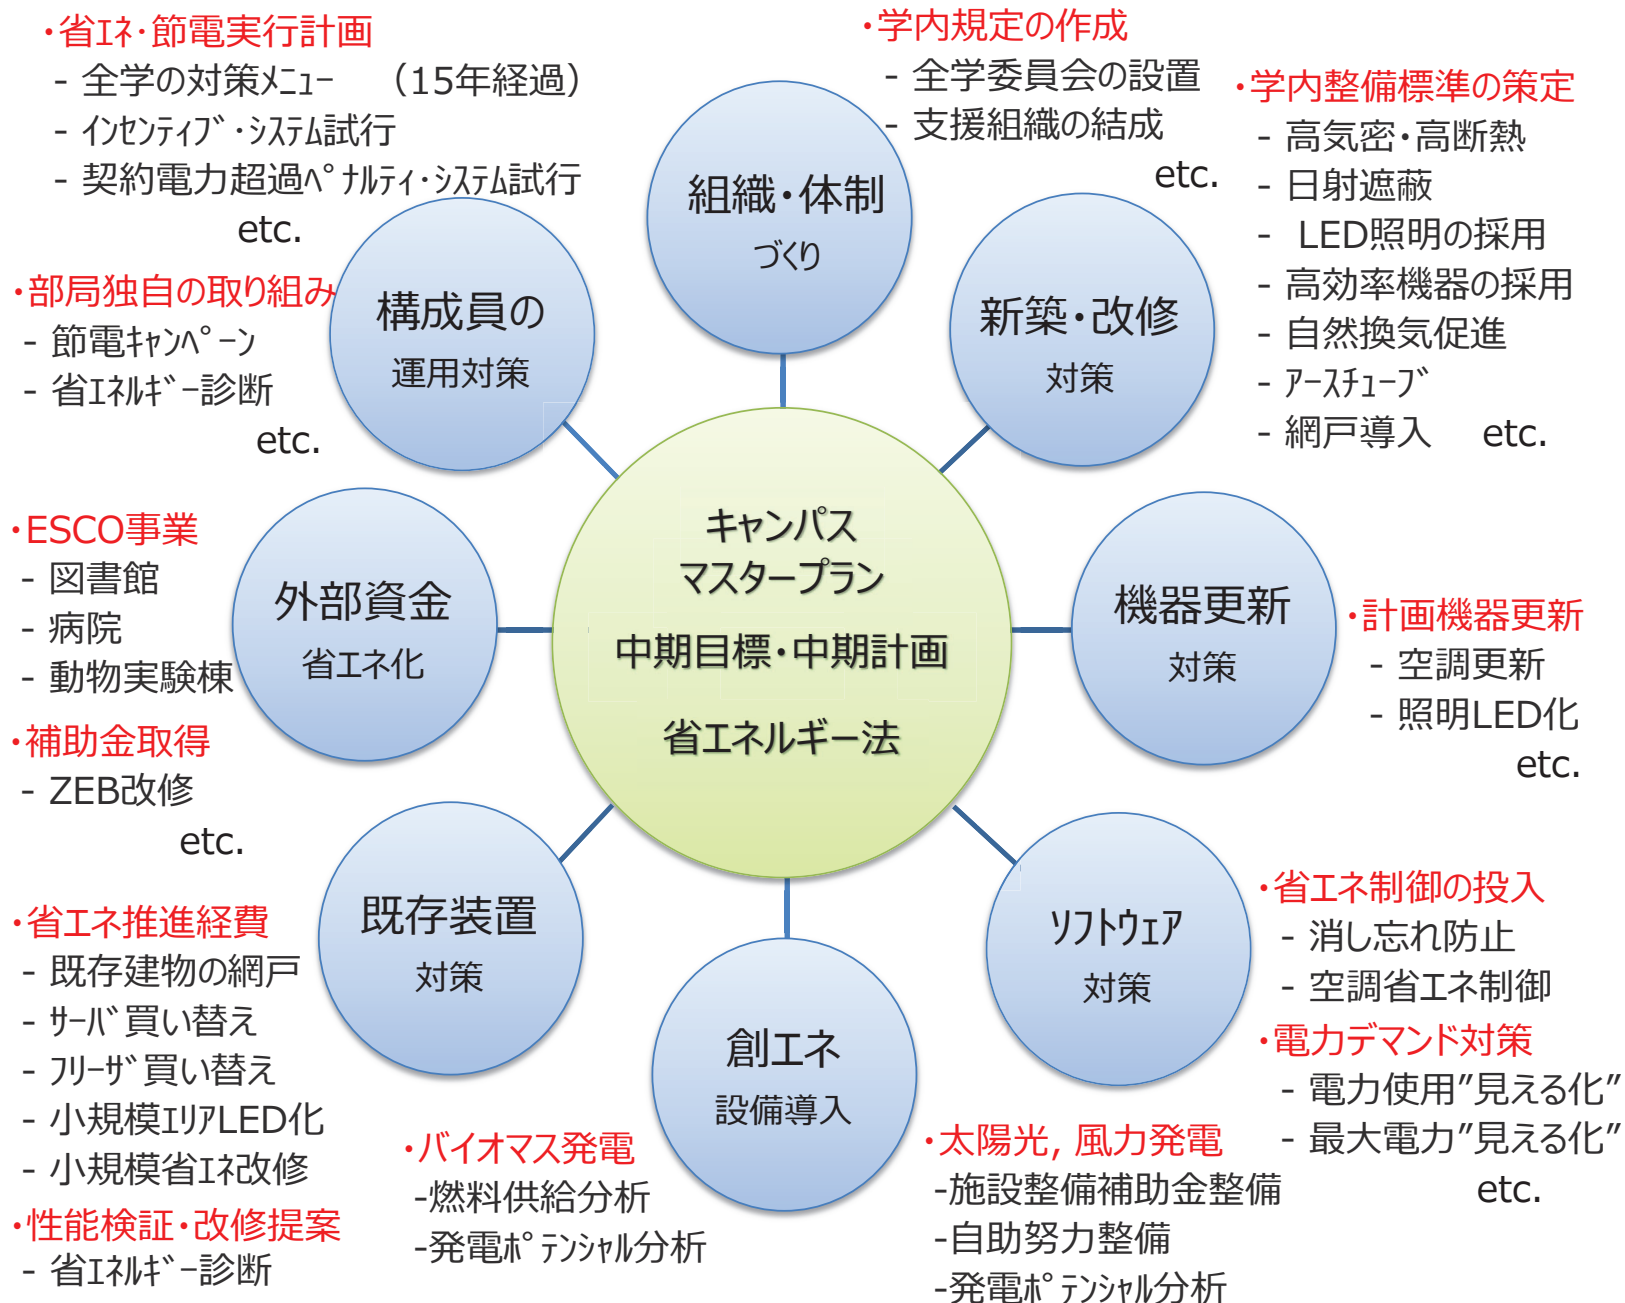 ・省ｴﾈ・節電実行計画
- 全学の対策ﾒﾆｭｰ （15年経過）
- ｲﾝｾﾝﾃｨﾌﾞ・ｼｽﾃﾑ試行
- 契約電力超過ﾍﾟﾅﾙﾃｨ・ｼｽﾃﾑ試行
etc.
・部局独自の取り組み
- 節電ｷｬﾝﾍﾟｰﾝ
- 省ｴﾈﾙｷﾞｰ診断
etc.
構成員の
運用対策
・学内規定の作成
- 全学委員会の設置
- 支援組織の結成
etc.
組織・体制
づくり
・学内整備標準の策定
- 高気密・高断熱
- 日射遮蔽
- LED照明の採用
- 高効率機器の採用
- 自然換気促進
- ｱｰｽﾁｭｰﾌﾞ
- 網戸導入 etc.
新築・改修
対策
キャンパス
マスタープラン
中期目標・中期計画
省エネルギー法
・ESCO事業
- 図書館
- 病院
- 動物実験棟
・補助金取得
- ZEB改修
etc.
外部資金
省エネ化
機器更新
対策
・計画機器更新
- 空調更新
- 照明LED化
etc.
・省エネ推進経費
- 既存建物の網戸
- ｻｰﾊﾞ買い替え
- ﾌﾘｰｻﾞ買い替え
- 小規模ｴﾘｱLED化
- 小規模省ｴﾈ改修
・性能検証・改修提案
- 省ｴﾈﾙｷﾞｰ診断
既存装置
対策
創エネ
設備導入
・バイオマス発電
-燃料供給分析
-発電ﾎﾟﾃﾝｼｬﾙ分析
・太陽光, 風力発電
-施設整備補助金整備
-自助努力整備
-発電ﾎﾟﾃﾝｼｬﾙ分析
ｿﾌﾄｳｪｱ
対策
・省エネ制御の投入
- 消し忘れ防止
- 空調省エネ制御
・電力デマンド対策
- 電力使用”見える化”
- 最大電力”見える化”
etc.